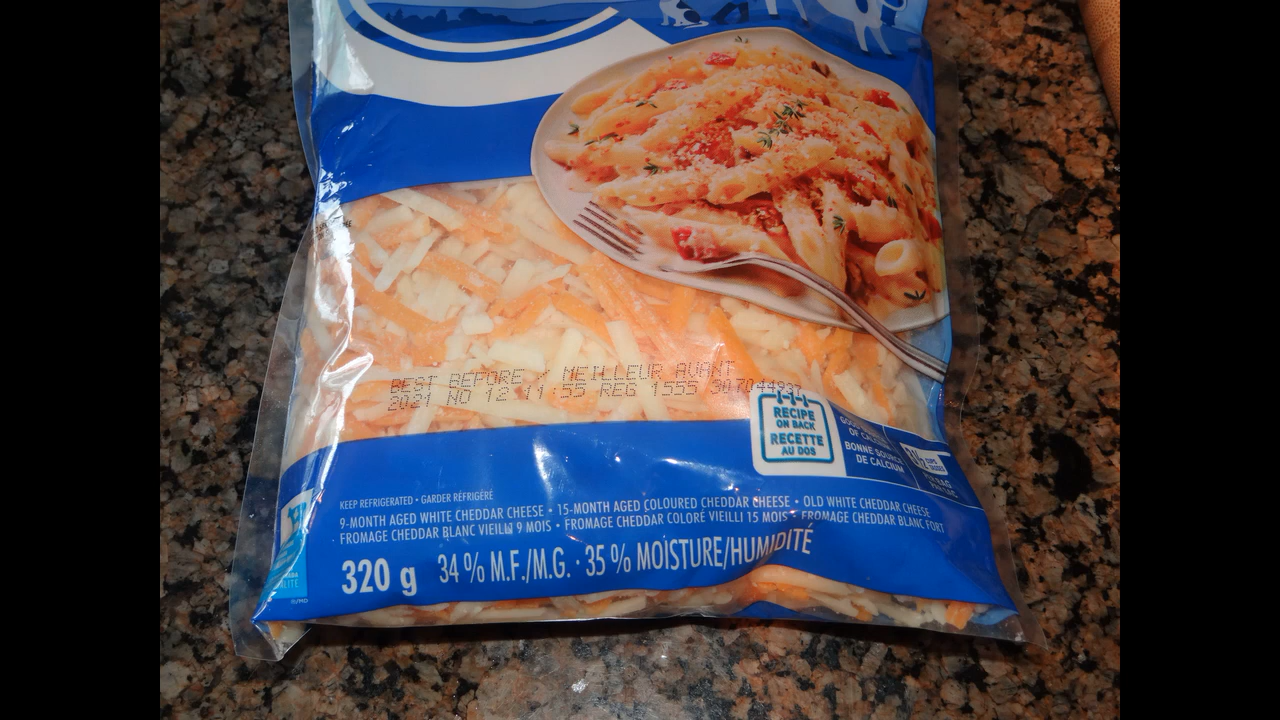 BEST BEFORE / MEILLEUR AVANT
2021 NO 12 11:55 REG 1555 307044937
RECIPE
ON BACK
RECETTE
AU DOS
OF CALCIUM
BONNE SOURCE
DE CALCIUM
KEEP REFRIGERATED • GARDER RÉFRIGÉRÉ
9-MONTH AGED WHITE CHEDDAR CHEESE • 15-MONTH AGED COLOURED CHEDDAR CHEESE • OLD WHITE CHEDDAR CHEESE
FROMAGE CHEDDAR BLANC VIEILLI 9 MOIS • FROMAGE CHEDDAR COLORÉ VIEILLI 15 MOIS • FROMAGE CHEDDAR BLANC FORT
320 g 34 % M.F./M.G. • 35 % MOISTURE/HUMIDITÉ